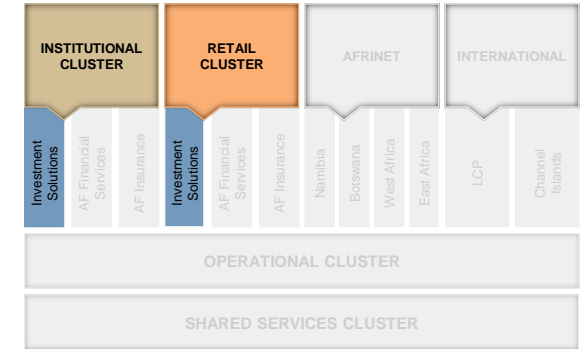 INSTITUTIONAL
CLUSTER
RETAIL
CLUSTER
AFRINET
INTERNATIONAL
Investment
Solutions
AF Financial
Services
AF Insurance
Investment
Solutions
AF Financial
Services
AF Insurance
Namibia
Botswana
West Africa
East Africa
LCP
Channel
Islands
OPERATIONAL CLUSTER
SHARED SERVICES CLUSTER